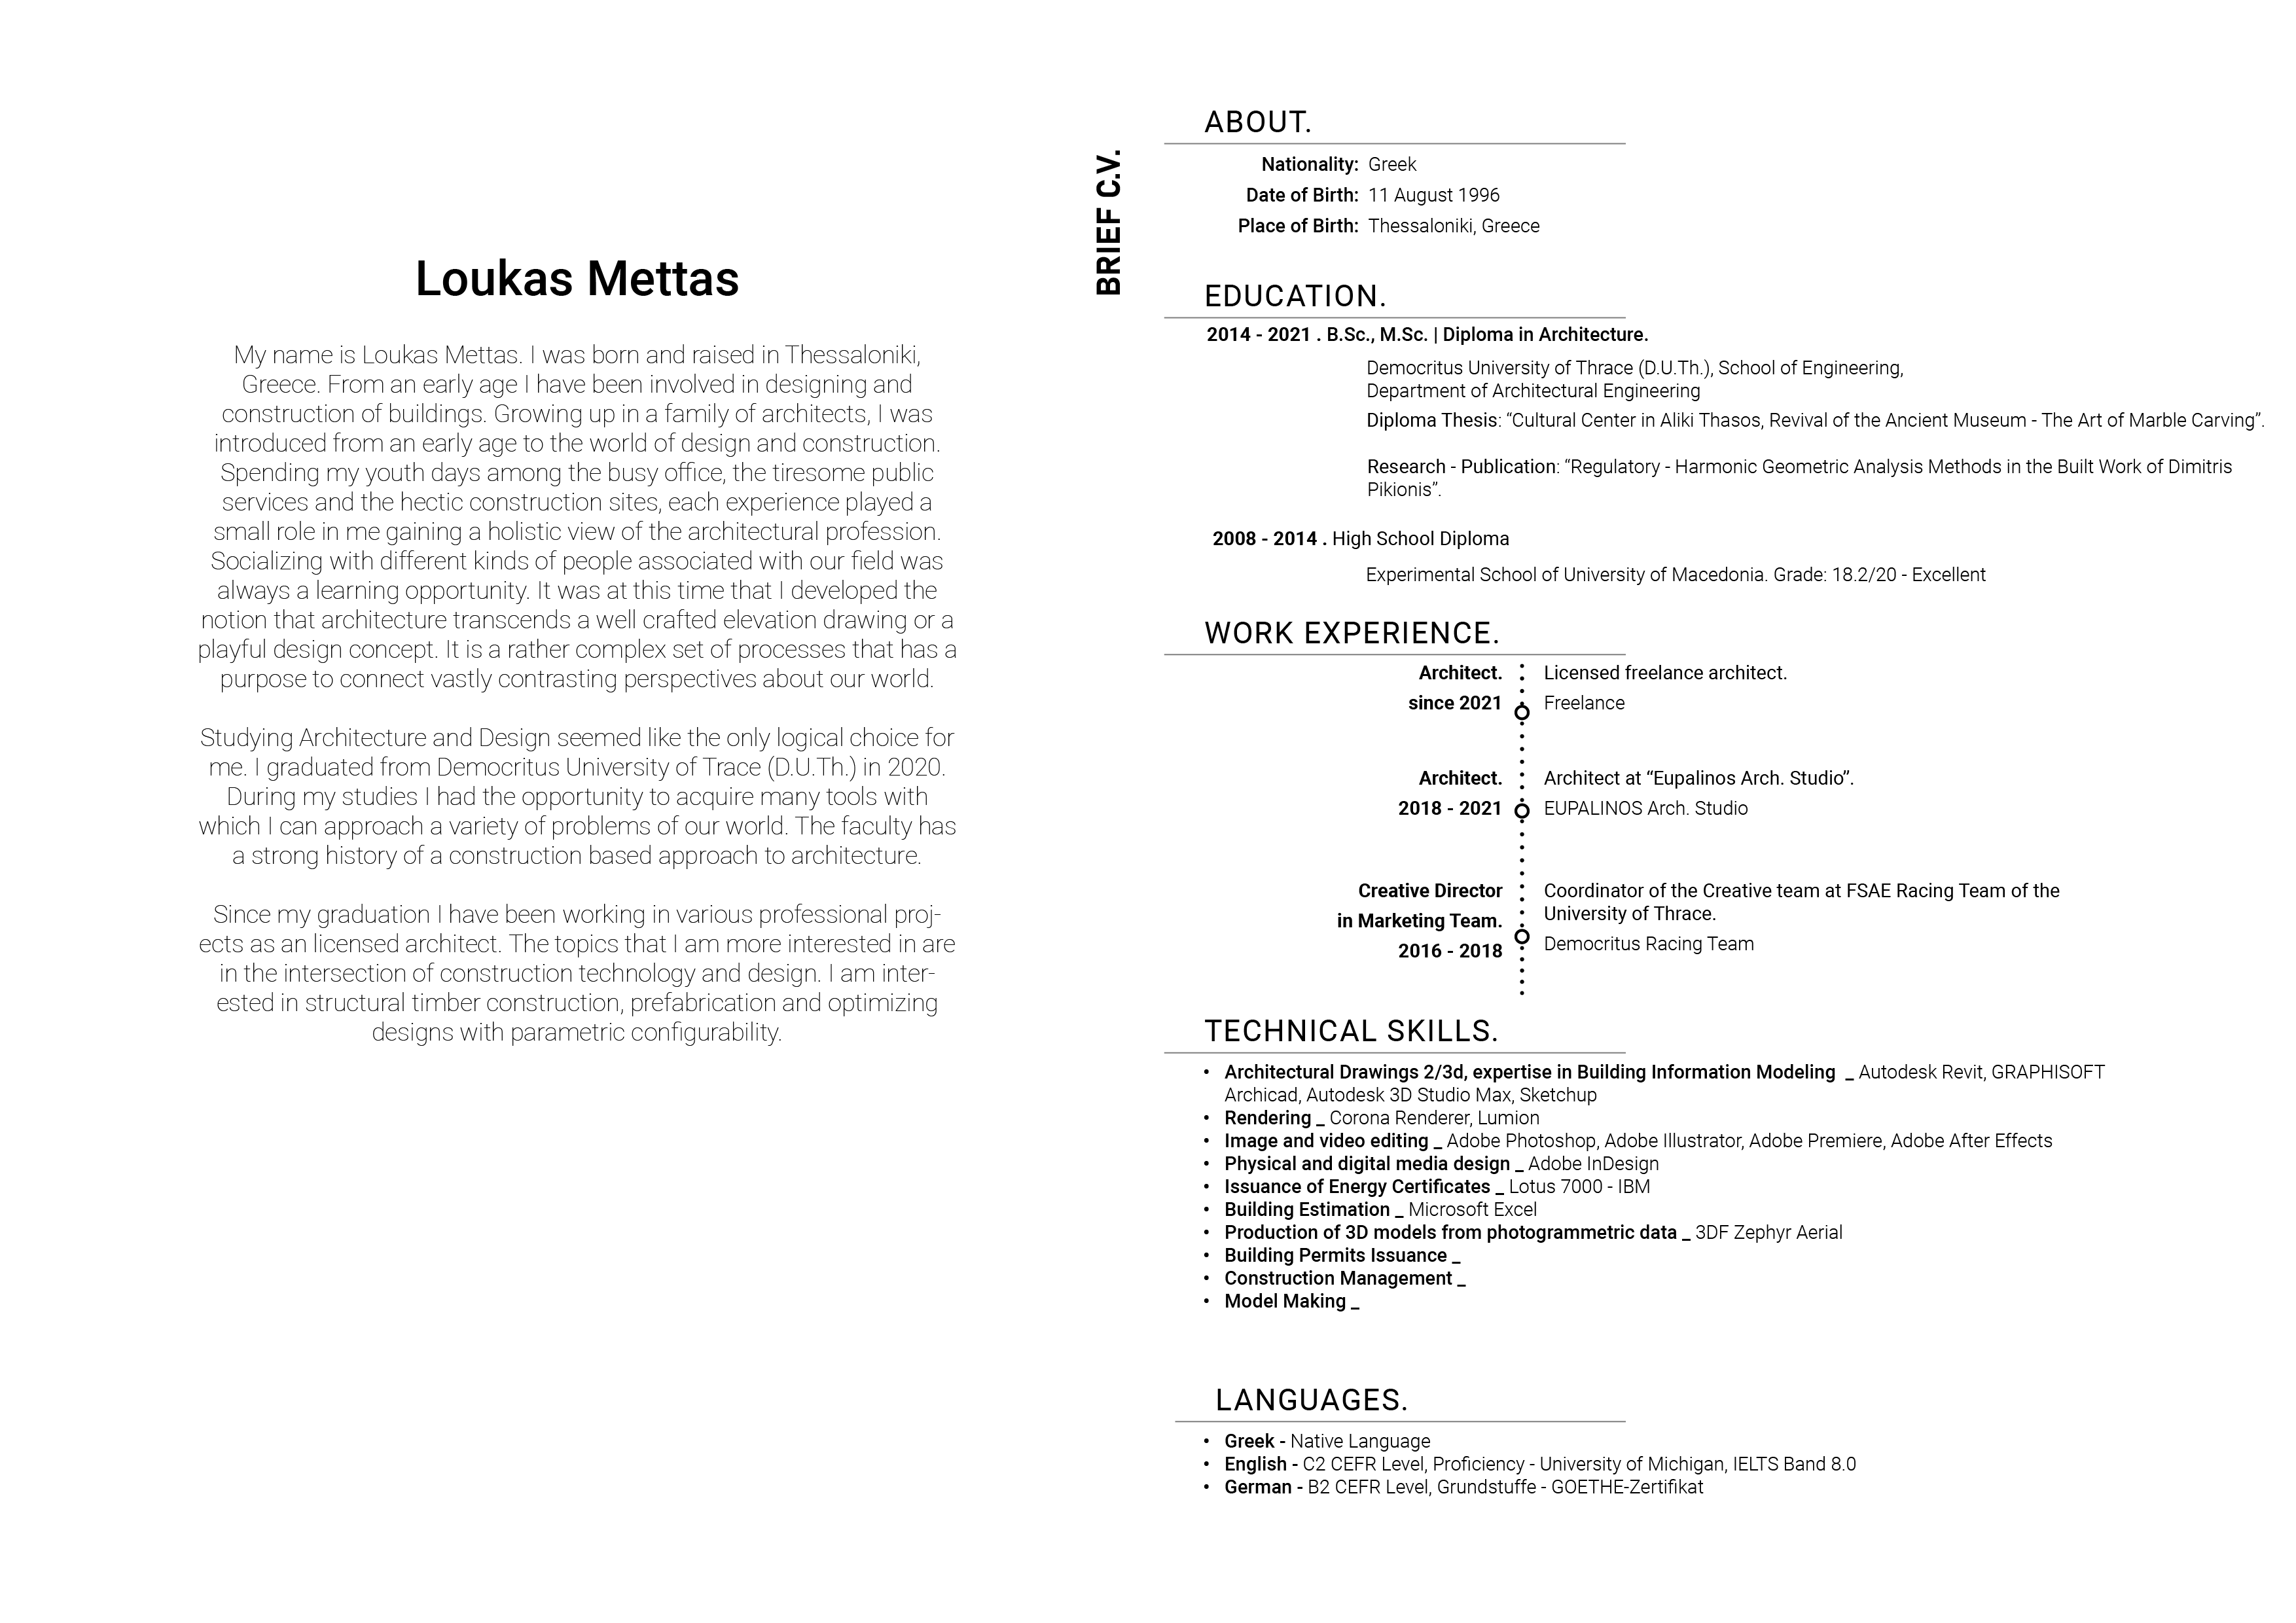 Loukas Mettas
My name is Loukas Mettas. I was born and raised in Thessaloniki,
Greece. From an early age I have been involved in designing and
construction of buildings. Growing up in a family of architects, I was
introduced from an early age to the world of design and construction.
Spending my youth days among the busy office, the tiresome public
services and the hectic construction sites, each experience played a
small role in me gaining a holistic view of the architectural profession.
Socializing with different kinds of people associated with our field was
always a learning opportunity. It was at this time that I developed the
notion that architecture transcends a well crafted elevation drawing or a
playful design concept. It is a rather complex set of processes that has a
purpose to connect vastly contrasting perspectives about our world.
Studying Architecture and Design seemed like the only logical choice for
me. I graduated from Democritus University of Trace (D.U.Th.) in 2020.
During my studies I had the opportunity to acquire many tools with
which I can approach a variety of problems of our world. The faculty has
a strong history of a construction based approach to architecture.
Since my graduation I have been working in various professional proj-
ects as an licensed architect. The topics that I am more interested in are
in the intersection of construction technology and design. I am inter-
ested in structural timber construction, prefabrication and optimizing
designs with parametric configurability.
BRIEF C.V.
ABOUT.
Nationality: Greek
Date of Birth: 11 August 1996
Place of Birth: Thessaloniki, Greece
EDUCATION.
2014 - 2021 . B.Sc., M.Sc. | Diploma in Architecture.
Democritus University of Thrace (D.U.Th.), School of Engineering,
Department of Architectural Engineering
Diploma Thesis: “Cultural Center in Aliki Thasos, Revival of the Ancient Museum - The Art of Marble Carving”.
Research - Publication: “Regulatory - Harmonic Geometric Analysis Methods in the Built Work of Dimitris
Pikionis”.
2008 - 2014 . High School Diploma
Experimental School of University of Macedonia. Grade: 18.2/20 - Excellent
WORK EXPERIENCE.
Architect. Licensed freelance architect.
since 2021 Freelance
Architect. Architect at “Eupalinos Arch. Studio”.
2018 - 2021 EUPALINOS Arch. Studio
Creative Director Coordinator of the Creative team at FSAE Racing Team of the
in Marketing Team. University of Thrace.
2016 - 2018 Democritus Racing Team
TECHNICAL SKILLS.
• Architectural Drawings 2/3d, expertise in Building Information Modeling _ Autodesk Revit, GRAPHISOFT
Archicad, Autodesk 3D Studio Max, Sketchup
• Rendering _ Corona Renderer, Lumion
• Image and video editing _ Adobe Photoshop, Adobe Illustrator, Adobe Premiere, Adobe After Effects
• Physical and digital media design _ Adobe InDesign
• Issuance of Energy Certificates _ Lotus 7000 - IBM
• Building Estimation _ Microsoft Excel
• Production of 3D models from photogrammetric data _ 3DF Zephyr Aerial
• Building Permits Issuance _
• Construction Management _
• Model Making _
LANGUAGES.
• Greek - Native Language
• English - C2 CEFR Level, Proficiency - University of Michigan, IELTS Band 8.0
• German - B2 CEFR Level, Grundstuffe - GOETHE-Zertifikat